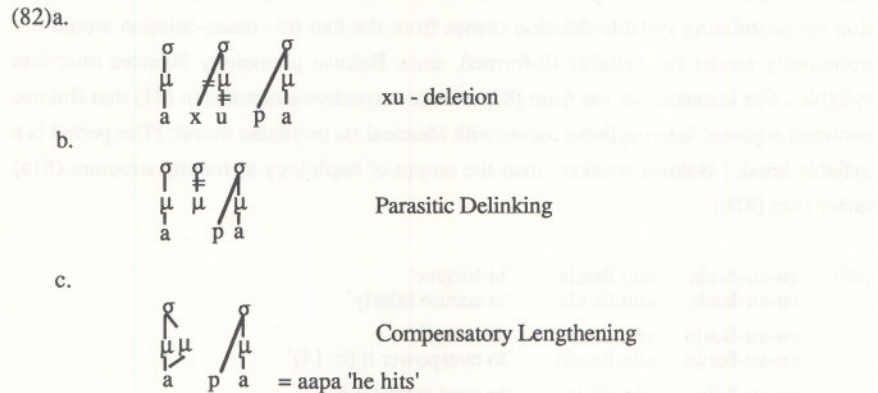 (82)a.
σ σ σ
μ μ μ
a x u p a
xu - deletion
b.
σ σ σ
μ μ μ
a p a
Parasitic Delinking
c.
σ σ
μ μ μ
a p a = aapa 'he hits'
Compensatory Lengthening